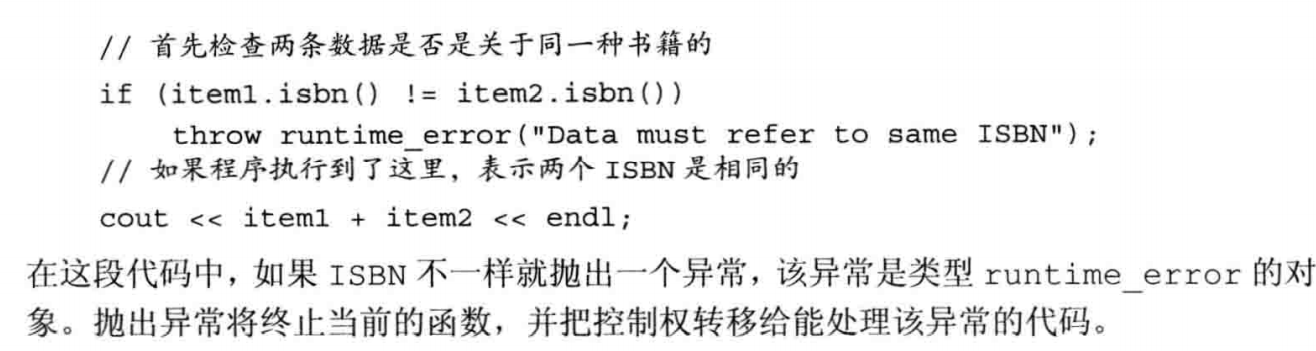 // 首先检查两条数据是否是关于同一种书籍的
if (item1.isbn() != item2.isbn())
    throw runtime_error("Data must refer to same ISBN");
// 如果程序执行到了这里，表示两个 ISBN 是相同的
cout << item1 + item2 << endl;
在这段代码中，如果 ISBN 不一样就抛出一个异常，该异常是类型 runtime_error 的对
象。抛出异常将终止当前的函数，并把控制权转移给能处理该异常的代码。